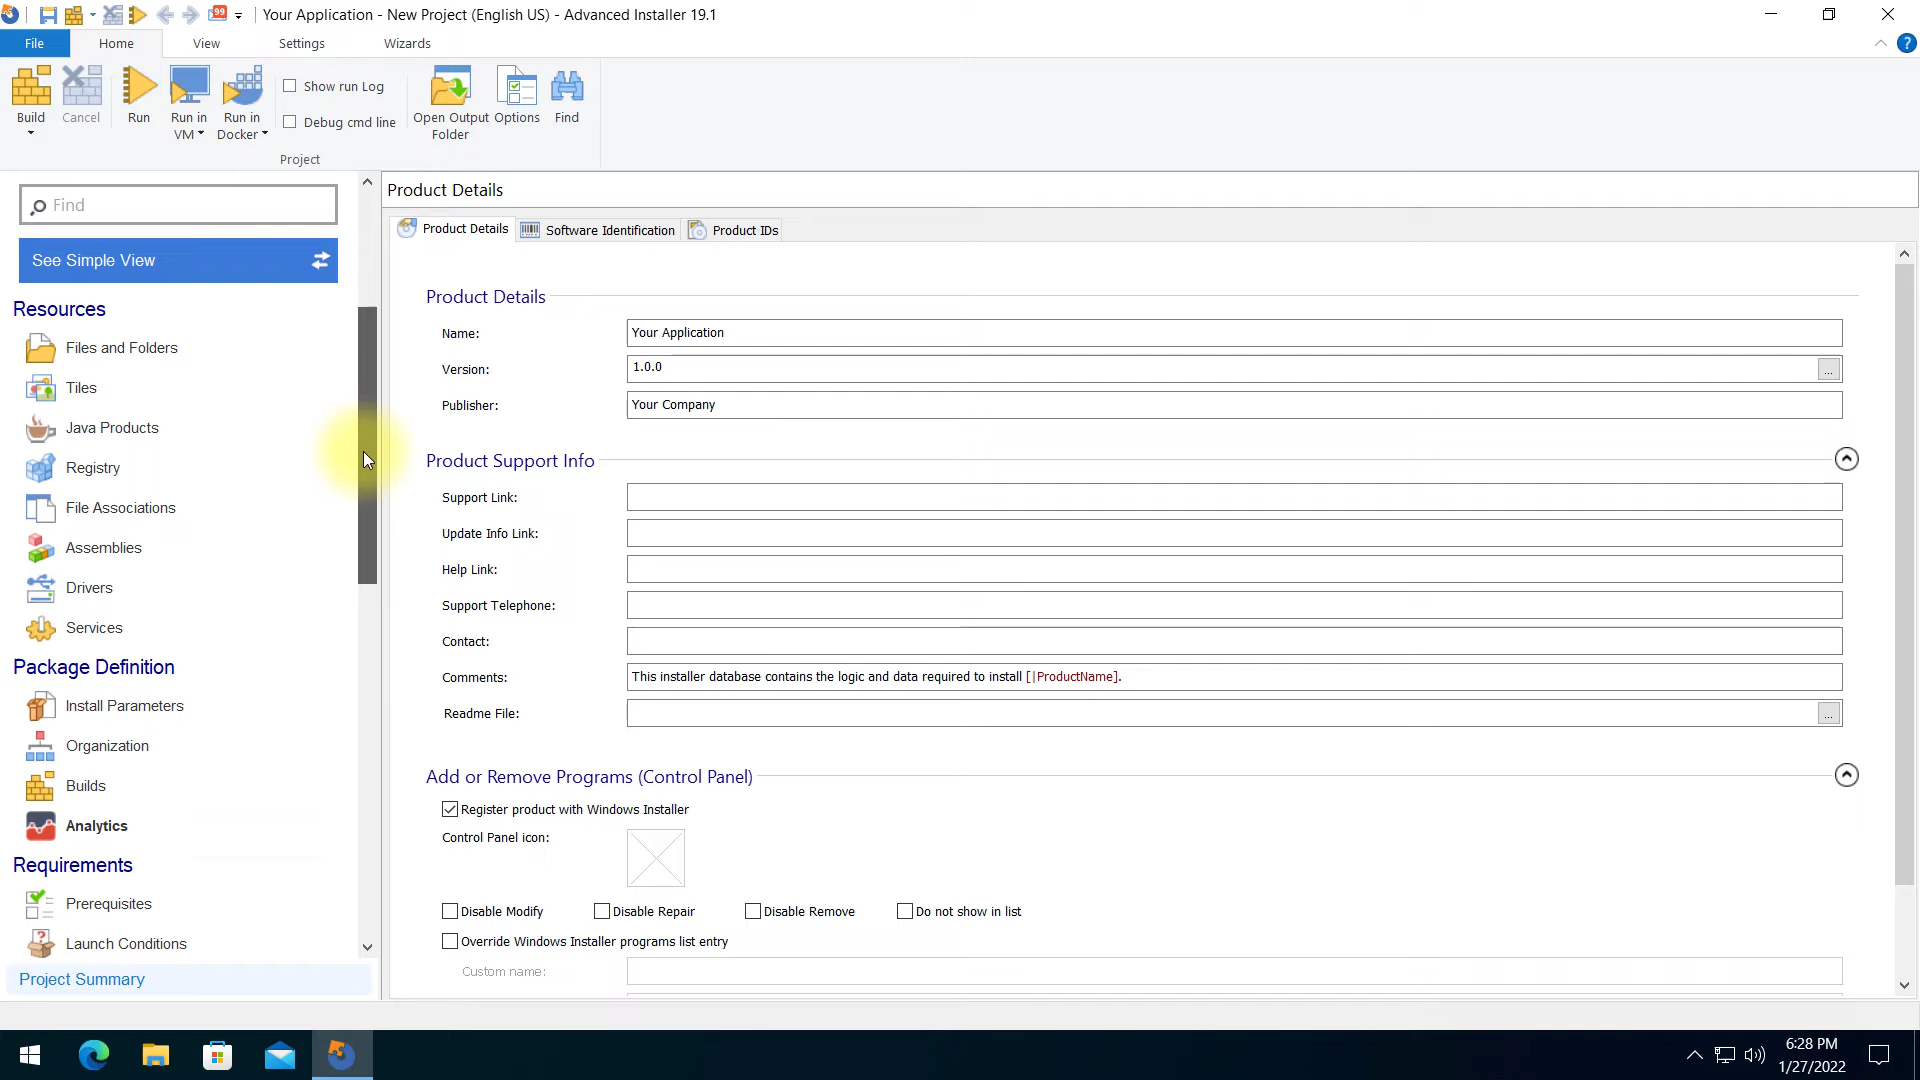 99
Your Application - New Project (English US) - Advanced Installer 19.1
File
Home
View
Settings
Wizards
?
Build
Cancel
Run
Run in
VM
Run in
Docker
Show run Log
Debug cmd line
Open Output
Folder
Options
Find
Project
Find
See Simple View
Resources
Files and Folders
Tiles
Java Products
Registry
File Associations
Assemblies
Drivers
Services
Package Definition
Install Parameters
Organization
Builds
Analytics
Requirements
Prerequisites
Launch Conditions
Project Summary
Product Details
Product Details
Software Identification
Product IDs
Product Details
Name:
Your Application
Version:
1.0.0
...
Publisher:
Your Company
Product Support Info
Support Link:
Update Info Link:
Help Link:
Support Telephone:
Contact:
Comments:
This installer database contains the logic and data required to install [|ProductName].
Readme File:
...
Add or Remove Programs (Control Panel)
Register product with Windows Installer
Control Panel icon:
Disable Modify
Disable Repair
Disable Remove
Do not show in list
Override Windows Installer programs list entry
Custom name:
6:28 PM
1/27/2022